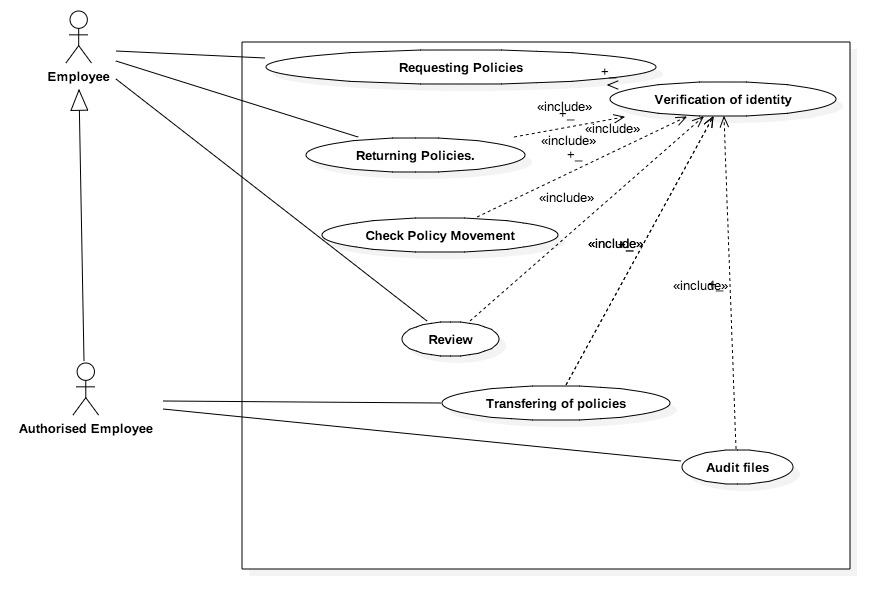 Employee
Requesting Policies
+
Verification of identity
«include»
+_
«include»
«include»
Returning Policies.
+_
«include»
Check Policy Movement
«include»
+_
«include»
+_
Review
Authorised Employee
Transfering of policies
Audit files